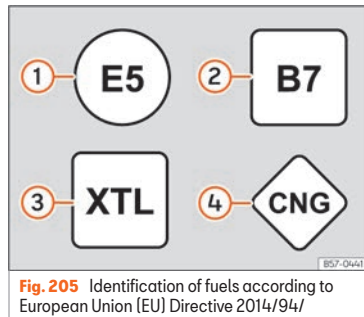 1 E5
2 B7
3 XTL
4 CNG
B57-0441
Fig. 205 Identification of fuels according to
European Union (EU) Directive 2014/94/